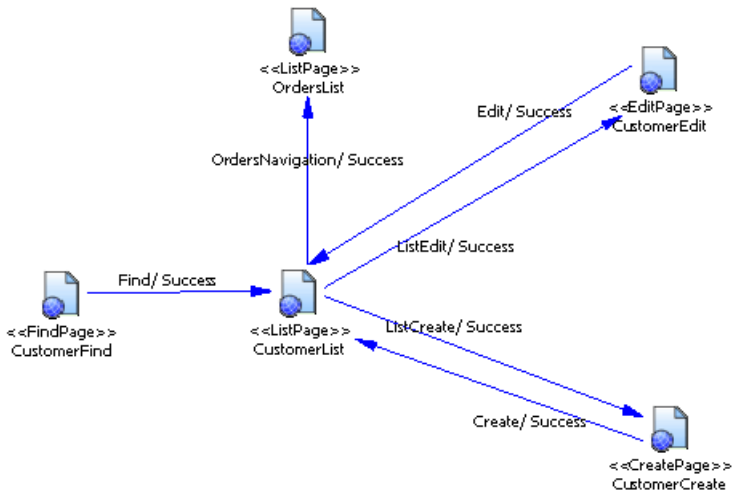 <<ListPage>>
OrdersList
<<EditPage>>
CustomerEdit
Edit/ Success
OrdersNavigation/ Success
ListEdit/ Success
Find/ Success
<<FindPage>>
CustomerFind
<<ListPage>>
CustomerList
ListCreate/ Success
Create/ Success
<<CreatePage>>
CustomerCreate